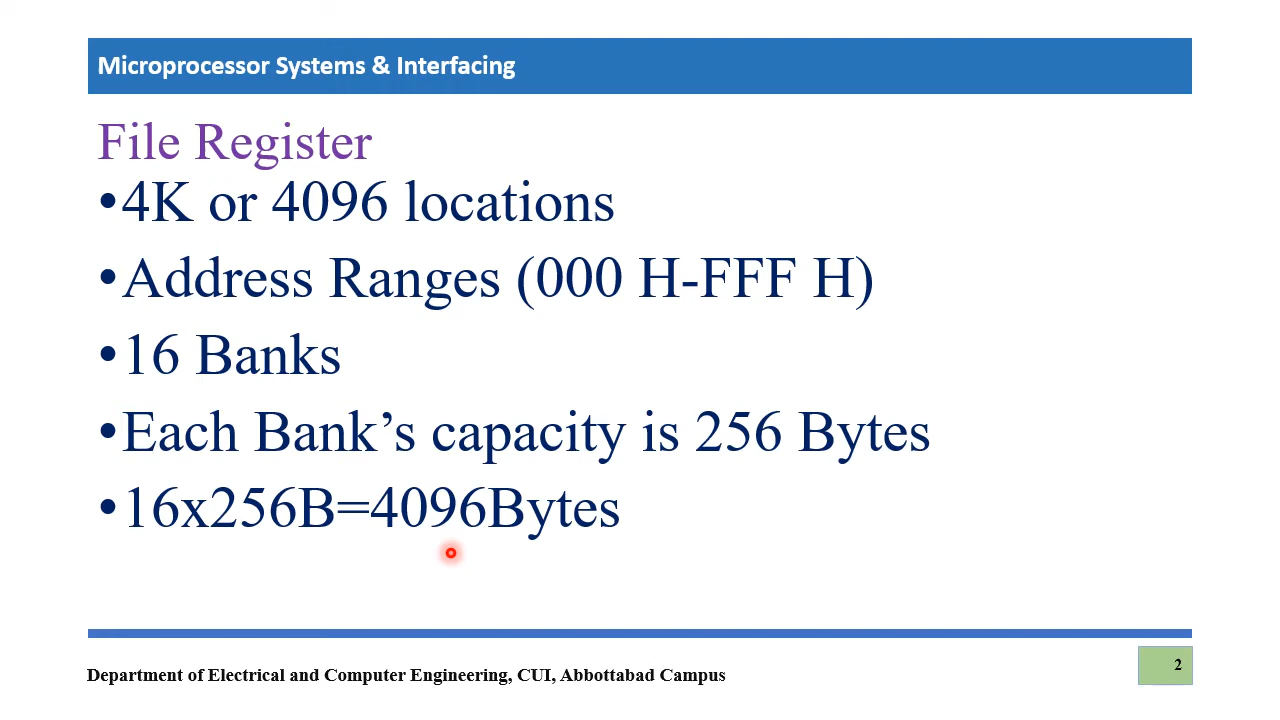 Microprocessor Systems & Interfacing
File Register
•4K or 4096 locations
•Address Ranges (000 H-FFF H)
•16 Banks
•Each Bank’s capacity is 256 Bytes
•16x256B=4096Bytes
Department of Electrical and Computer Engineering, CUI, Abbottabad Campus
2